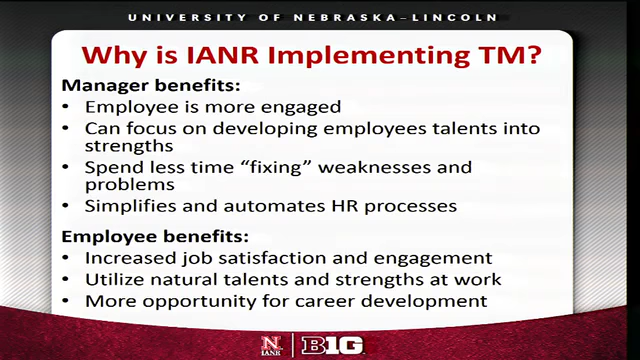 UNIVERSITY OF NEBRASKA–LINCOLN
Why is IANR Implementing TM?
Manager benefits:
• Employee is more engaged
• Can focus on developing employees talents into
strengths
• Spend less time “fixing” weaknesses and
problems
• Simplifies and automates HR processes
Employee benefits:
• Increased job satisfaction and engagement
• Utilize natural talents and strengths at work
• More opportunity for career development
N
IANR
B1G